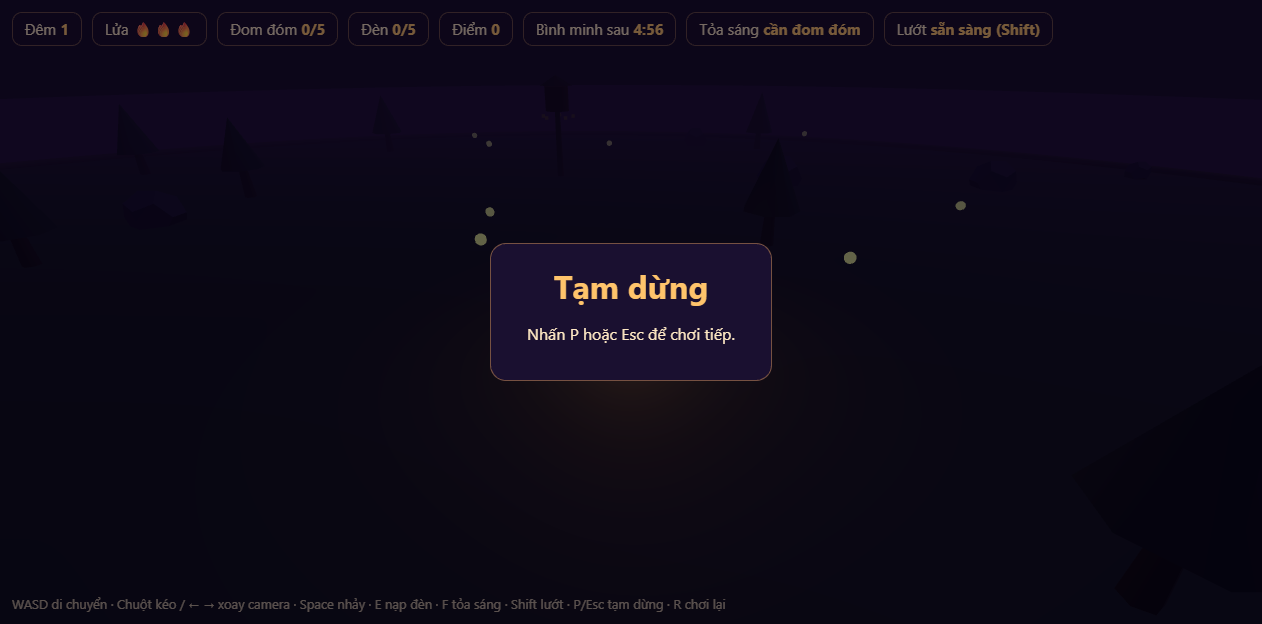 Đêm 1
Lửa 🔥 🔥 🔥
Đom đóm 0/5
Đèn 0/5
Điểm 0
Bình minh sau 4:56
Tỏa sáng cần đom đóm
Lướt sẵn sàng (Shift)
Tạm dừng
Nhấn P hoặc Esc để chơi tiếp.
WASD di chuyển · Chuột kéo / ← → xoay camera · Space nhảy · E nạp đèn · F tỏa sáng · Shift lướt · P/Esc tạm dừng · R chơi lại